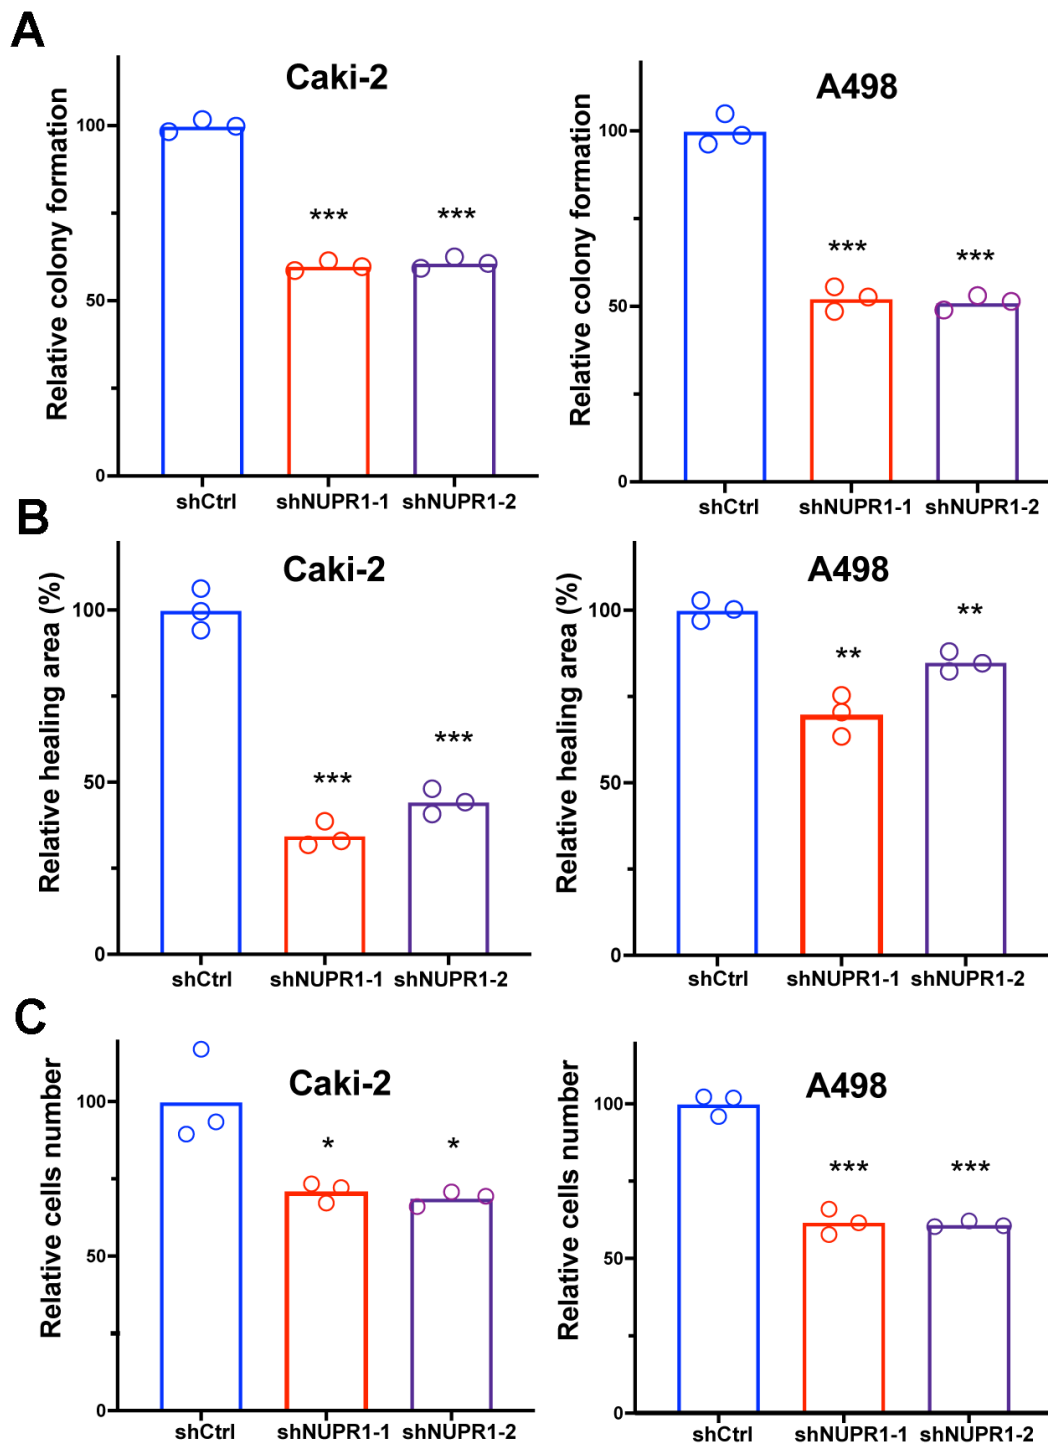 A
Caki-2
A498
Relative colony formation
100
50
0
***
***
shCtrl
shNUPR1-1
shNUPR1-2
Relative colony formation
100
50
0
***
***
shCtrl
shNUPR1-1
shNUPR1-2
B
Caki-2
A498
Relative healing area (%)
100
50
0
***
***
shCtrl
shNUPR1-1
shNUPR1-2
Relative healing area (%)
100
50
0
**
**
shCtrl
shNUPR1-1
shNUPR1-2
C
Caki-2
A498
Relative cells number
100
50
0
*
*
shCtrl
shNUPR1-1
shNUPR1-2
Relative cells number
100
50
0
***
***
shCtrl
shNUPR1-1
shNUPR1-2